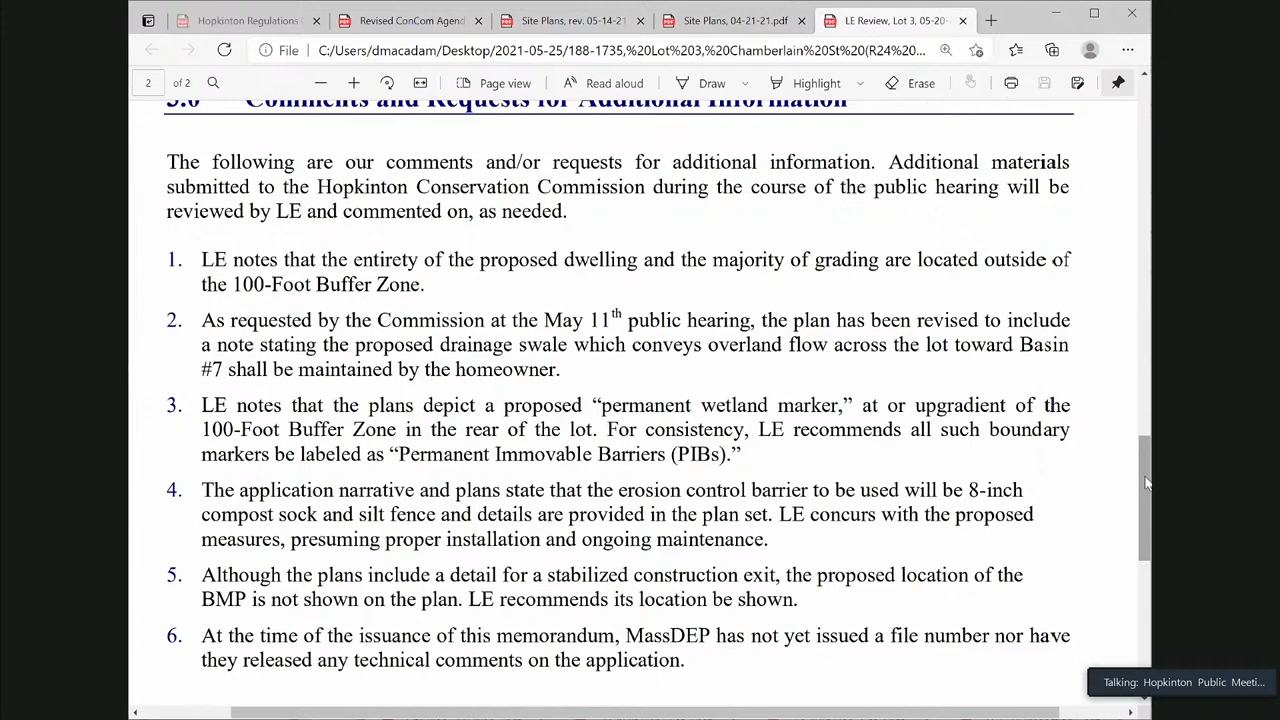 Hopkinton Regulations
Revised ConCom Agend
Site Plans, rev. 05-14-21
Site Plans, 04-21-21.pdf
LE Review, Lot 3, 05-20-
File
C:/Users/dmacadam/Desktop/2021-05-25/188-1735,%20Lot%203,%20Chamberlain%20St%20(R24%20...
2 of 2
Page view
Read aloud
Draw
Highlight
Erase
3.0 Comments and Requests for Additional Information
The following are our comments and/or requests for additional information. Additional materials
submitted to the Hopkinton Conservation Commission during the course of the public hearing will be
reviewed by LE and commented on, as needed.
1. LE notes that the entirety of the proposed dwelling and the majority of grading are located outside of
the 100-Foot Buffer Zone.
2. As requested by the Commission at the May 11th public hearing, the plan has been revised to include
a note stating the proposed drainage swale which conveys overland flow across the lot toward Basin
#7 shall be maintained by the homeowner.
3. LE notes that the plans depict a proposed “permanent wetland marker,” at or upgradient of the
100-Foot Buffer Zone in the rear of the lot. For consistency, LE recommends all such boundary
markers be labeled as “Permanent Immovable Barriers (PIBs).”
4. The application narrative and plans state that the erosion control barrier to be used will be 8-inch
compost sock and silt fence and details are provided in the plan set. LE concurs with the proposed
measures, presuming proper installation and ongoing maintenance.
5. Although the plans include a detail for a stabilized construction exit, the proposed location of the
BMP is not shown on the plan. LE recommends its location be shown.
6. At the time of the issuance of this memorandum, MassDEP has not yet issued a file number nor have
they released any technical comments on the application.
Talking: Hopkinton Public Meeti...